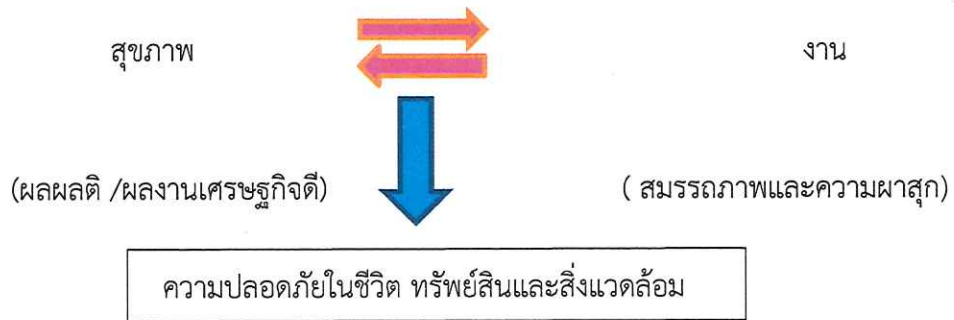 สุขภาพ
งาน
(ผลผลติ /ผลงานเศรษฐกิจดี)
( สมรรถภาพและความผาสุก)
ความปลอดภัยในชีวิต ทรัพย์สินและสิ่งแวดล้อม